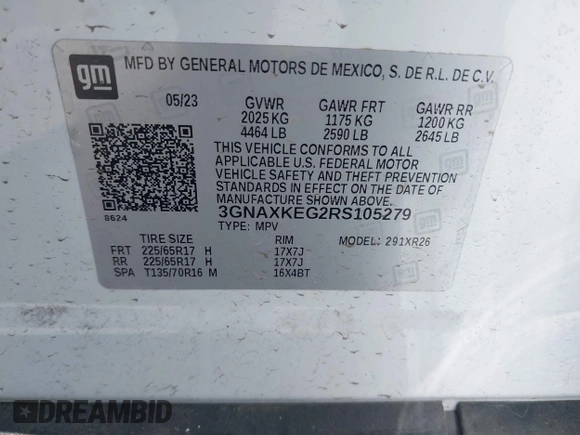 gm MFD BY GENERAL MOTORS DE MEXICO, S. DE R.L. DE C.V.
05/23 GVWR GAWR FRT GAWR RR
2025 KG 1175 KG 1200 KG
4464 LB 2590 LB 2645 LB
THIS VEHICLE CONFORMS TO ALL
APPLICABLE U.S. FEDERAL MOTOR
VEHICLE SAFETY AND THEFT PREVENTION
STANDARDS IN EFFECT ON THE DATE OF
MANUFACTURE SHOWN ABOVE.
8624 3GNAXKEG2RS105279
TYPE: MPV MODEL: 291XR26
TIRE SIZE RIM
FRT 225/65R17 H 17X7J
RR 225/65R17 H 17X7J
SPA T135/70R16 M 16X4BT
DREAMBID